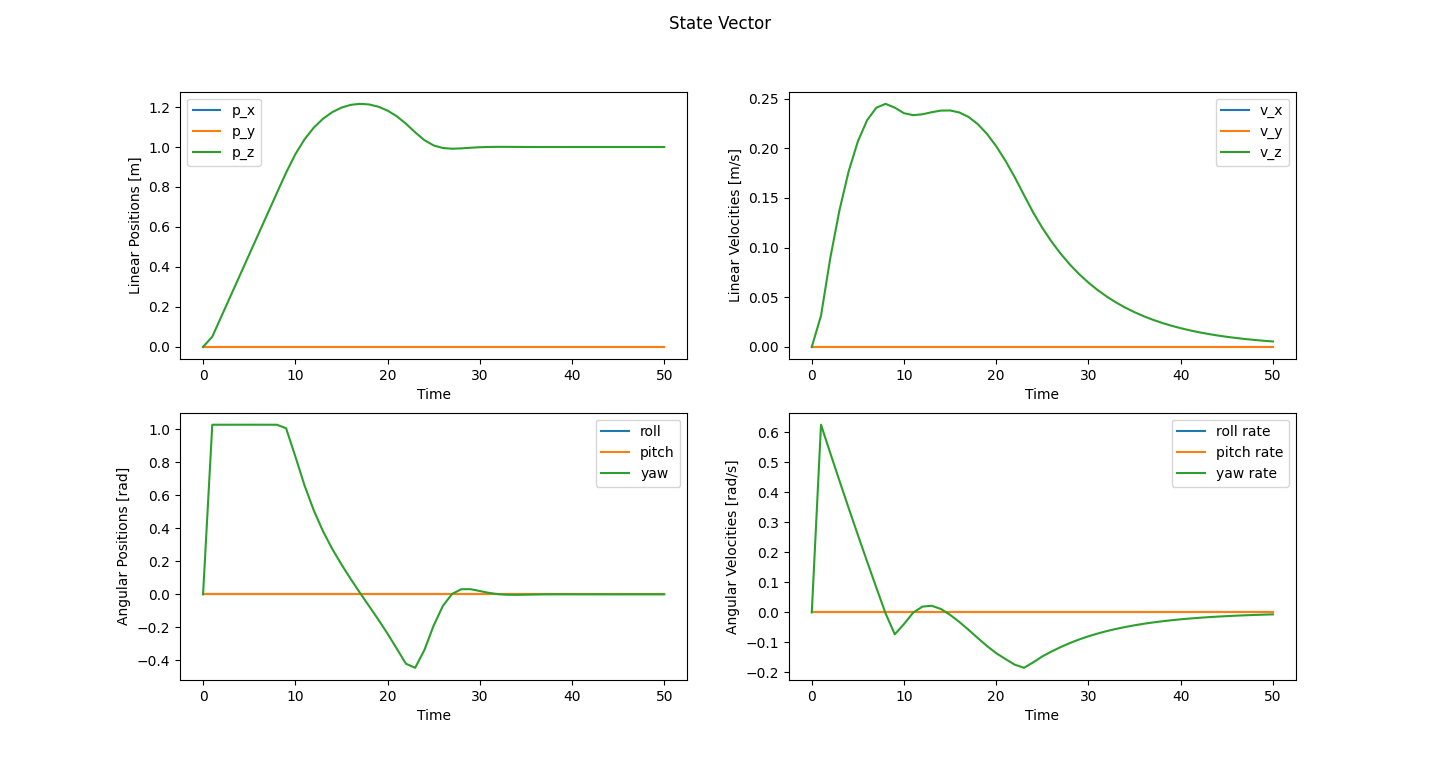 State Vector
Linear Positions [m]
1.2
1.0
0.8
0.6
0.4
0.2
0.0
p_x
p_y
p_z
0 10 20 30 40 50
Time
Linear Velocities [m/s]
0.25
0.20
0.15
0.10
0.05
0.00
v_x
v_y
v_z
0 10 20 30 40 50
Time
Angular Positions [rad]
1.0
0.8
0.6
0.4
0.2
0.0
−0.2
−0.4
roll
pitch
yaw
0 10 20 30 40 50
Time
Angular Velocities [rad/s]
0.6
0.5
0.4
0.3
0.2
0.1
0.0
−0.1
−0.2
roll rate
pitch rate
yaw rate
0 10 20 30 40 50
Time